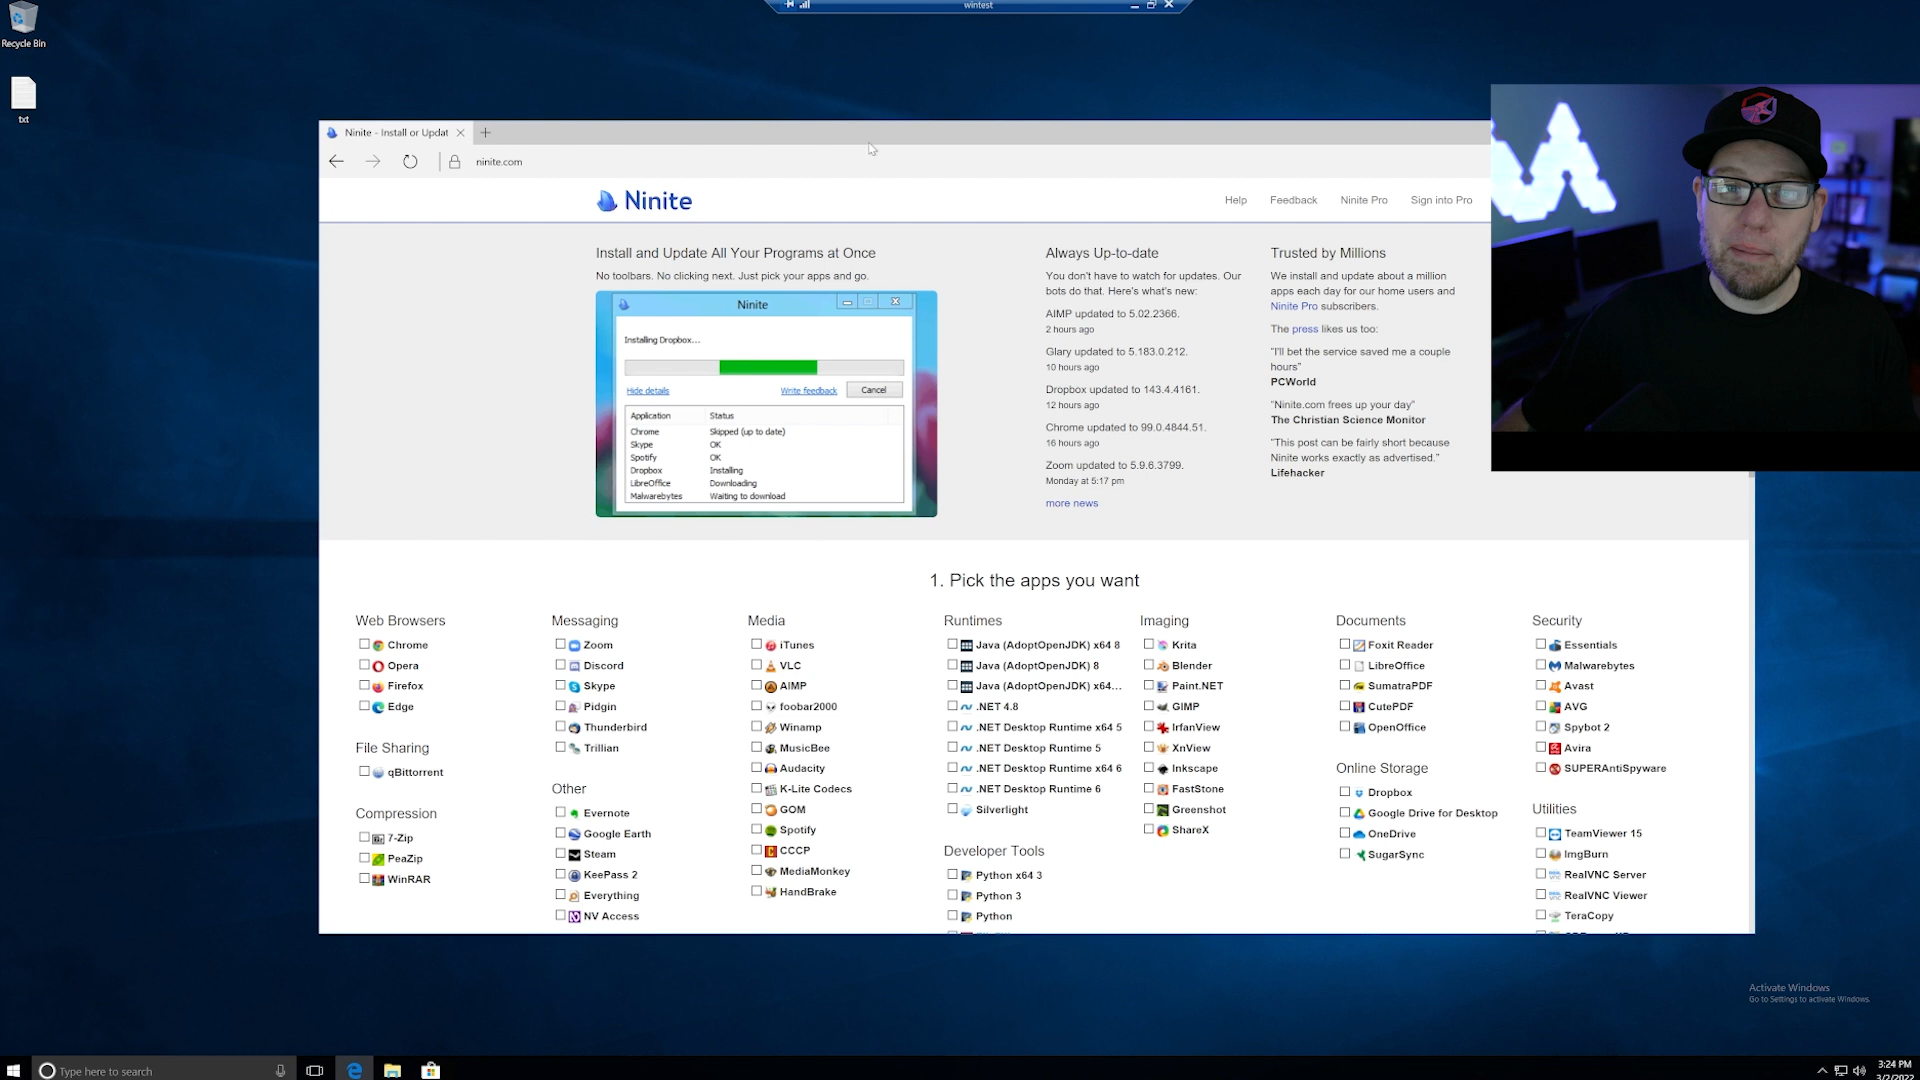 wintest
Recycle Bin
txt
Ninite - Install or Updat
ninite.com
Ninite
Help
Feedback
Ninite Pro
Sign into Pro
Install and Update All Your Programs at Once
No toolbars. No clicking next. Just pick your apps and go.
Ninite
Installing Dropbox...
Hide details
Write feedback
Cancel
Application Status
Chrome Skipped (up to date)
Skype OK
Spotify OK
Dropbox Installing
LibreOffice Downloading
Malwarebytes Waiting to download
Always Up-to-date
You don't have to watch for updates. Our
bots do that. Here's what's new:
AIMP updated to 5.02.2366.
2 hours ago
Glary updated to 5.183.0.212.
10 hours ago
Dropbox updated to 143.4.4161.
12 hours ago
Chrome updated to 99.0.4844.51.
16 hours ago
Zoom updated to 5.9.6.3799.
Monday at 5:17 pm
more news
Trusted by Millions
We install and update about a million
apps each day for our home users and
Ninite Pro subscribers.
The press likes us too:
"I'll bet the service saved me a couple
hours"
PCWorld
"Ninite.com frees up your day"
The Christian Science Monitor
"This post can be fairly short because
Ninite works exactly as advertised."
Lifehacker
1. Pick the apps you want
Web Browsers
Chrome
Opera
Firefox
Edge
File Sharing
qBittorrent
Compression
7-Zip
PeaZip
WinRAR
Messaging
Zoom
Discord
Skype
Pidgin
Thunderbird
Trillian
Other
Evernote
Google Earth
Steam
KeePass 2
Everything
NV Access
Media
iTunes
VLC
AIMP
foobar2000
Winamp
MusicBee
Audacity
K-Lite Codecs
GOM
Spotify
CCCP
MediaMonkey
HandBrake
Runtimes
Java (AdoptOpenJDK) x64 8
Java (AdoptOpenJDK) 8
Java (AdoptOpenJDK) x64...
.NET 4.8
.NET Desktop Runtime x64 5
.NET Desktop Runtime 5
.NET Desktop Runtime x64 6
.NET Desktop Runtime 6
Silverlight
Developer Tools
Python x64 3
Python 3
Python
Imaging
Krita
Blender
Paint.NET
GIMP
IrfanView
XnView
Inkscape
FastStone
Greenshot
ShareX
Documents
Foxit Reader
LibreOffice
SumatraPDF
CutePDF
OpenOffice
Online Storage
Dropbox
Google Drive for Desktop
OneDrive
SugarSync
Security
Essentials
Malwarebytes
Avast
AVG
Spybot 2
Avira
SUPERAntiSpyware
Utilities
TeamViewer 15
ImgBurn
RealVNC Server
RealVNC Viewer
TeraCopy
Activate Windows
Go to Settings to activate Windows.
Type here to search
3:24 PM
3/2/2022